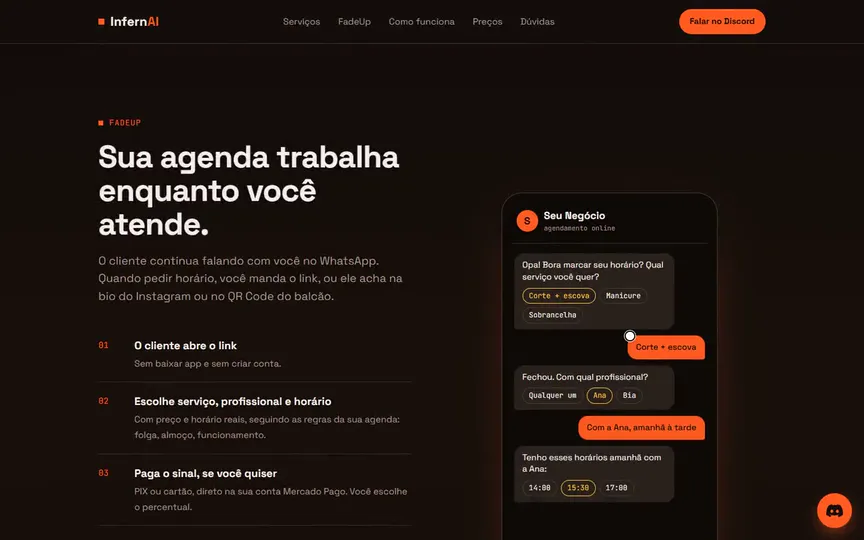 InfernAI
Serviços
FadeUp
Como funciona
Preços
Dúvidas
Falar no Discord
FADEUP
Sua agenda trabalha
enquanto você
atende.
O cliente continua falando com você no WhatsApp.
Quando pedir horário, você manda o link, ou ele acha na
bio do Instagram ou no QR Code do balcão.
01
O cliente abre o link
Sem baixar app e sem criar conta.
02
Escolhe serviço, profissional e horário
Com preço e horário reais, seguindo as regras da sua agenda:
folga, almoço, funcionamento.
03
Paga o sinal, se você quiser
PIX ou cartão, direto na sua conta Mercado Pago. Você escolhe
o percentual.
S
Seu Negócio
agendamento online
Opa! Bora marcar seu horário? Qual
serviço você quer?
Corte + escova
Manicure
Sobrancelha
Corte + escova
Fechou. Com qual profissional?
Qualquer um
Ana
Bia
Com a Ana, amanhã à tarde
Tenho esses horários amanhã com
a Ana:
14:00
15:30
17:00